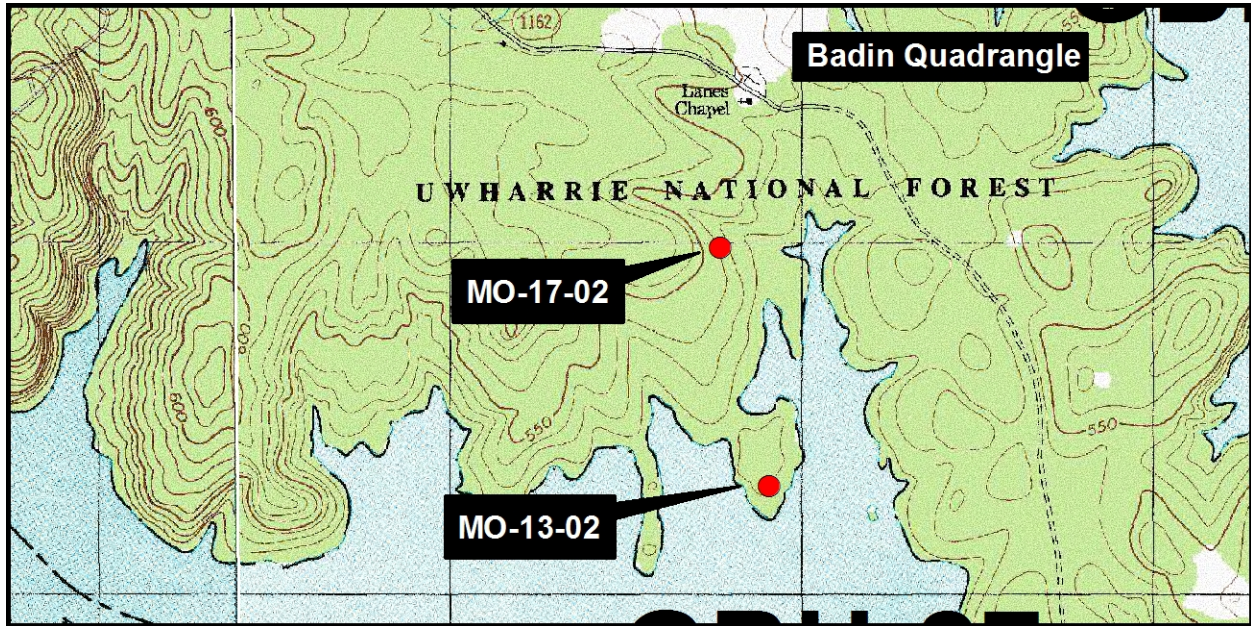 1162
Badin Quadrangle
Lanes
Chapel
600
UWHARRIE NATIONAL FOREST
MO-17-02
600
600
550
550
MO-13-02